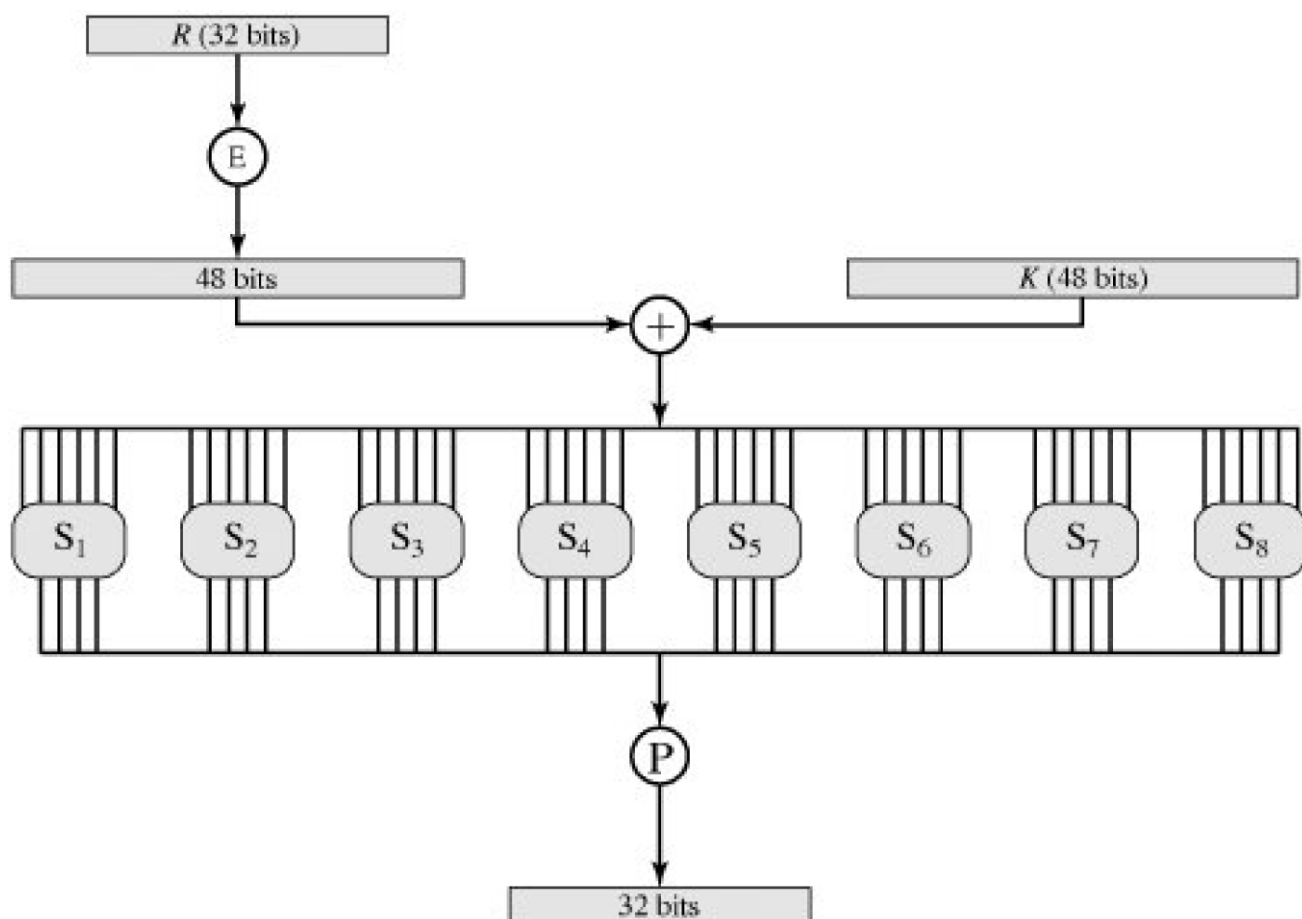 R (32 bits)
E
48 bits
K (48 bits)
+
S1 S2 S3 S4 S5 S6 S7 S8
P
32 bits